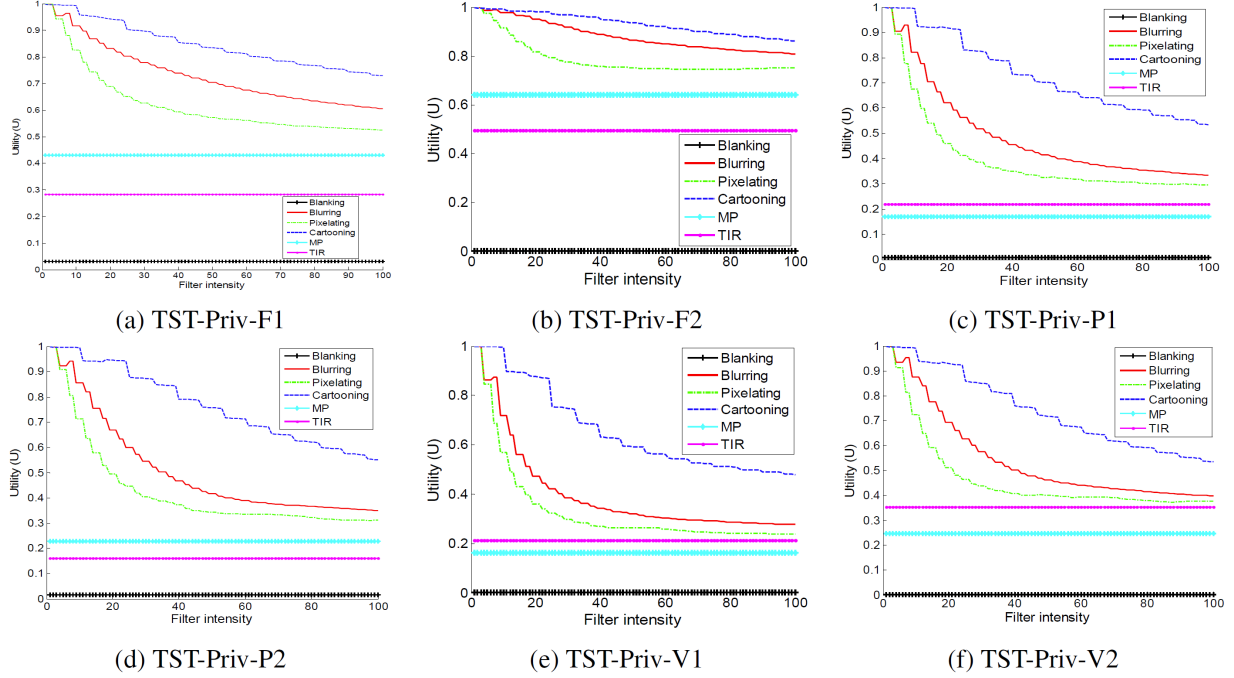 1
0.9
0.8
0.7
0.6
0.5
0.4
0.3
0.2
0.1
0
Utility (U)
Blanking
Blurring
Pixelating
Cartooning
MP
TIR
0 10 20 30 40 50 60 70 80 90 100
Filter intensity
(a) TST-Priv-F1
1
0.8
0.6
0.4
0.2
0
Utility (U)
Blanking
Blurring
Pixelating
Cartooning
MP
TIR
0 20 40 60 80 100
Filter intensity
(b) TST-Priv-F2
1
0.9
0.8
0.7
0.6
0.5
0.4
0.3
0.2
0.1
0
Utility (U)
Blanking
Blurring
Pixelating
Cartooning
MP
TIR
0 20 40 60 80 100
Filter intensity
(c) TST-Priv-P1
1
0.9
0.8
0.7
0.6
0.5
0.4
0.3
0.2
0.1
0
Utility (U)
Blanking
Blurring
Pixelating
Cartooning
MP
TIR
0 20 40 60 80 100
Filter intensity
(d) TST-Priv-P2
1
0.8
0.6
0.4
0.2
0
Utility (U)
Blanking
Blurring
Pixelating
Cartooning
MP
TIR
0 20 40 60 80 100
Filter intensity
(e) TST-Priv-V1
1
0.9
0.8
0.7
0.6
0.5
0.4
0.3
0.2
0.1
0
Utility (U)
Blanking
Blurring
Pixelating
Cartooning
MP
TIR
0 20 40 60 80 100
Filter intensity
(f) TST-Priv-V2